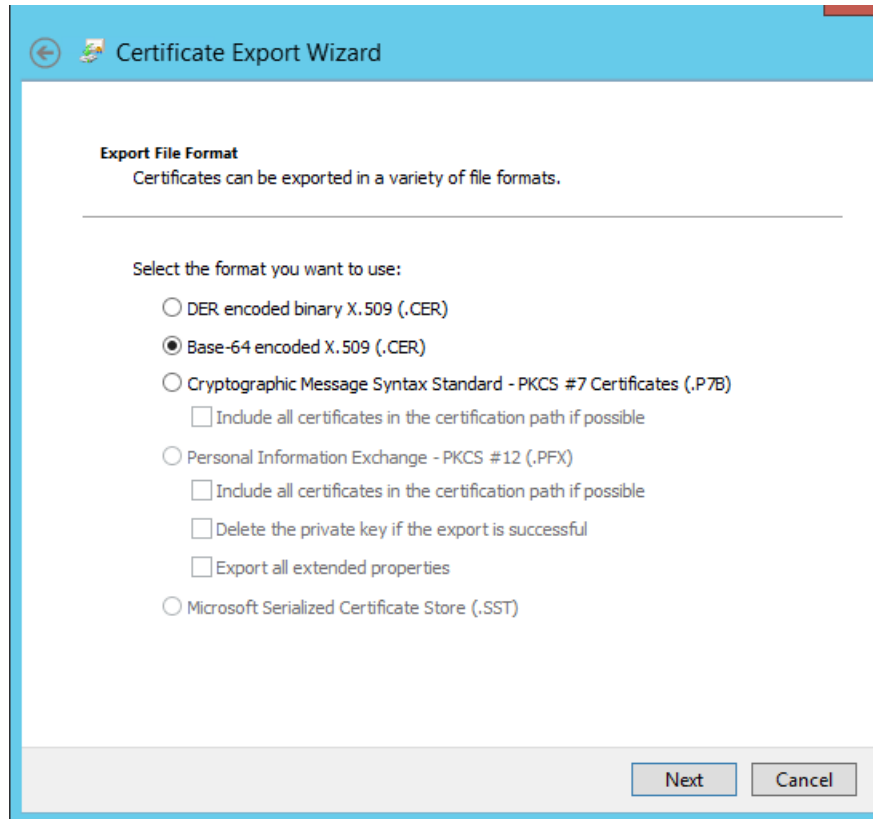 Certificate Export Wizard
Export File Format
Certificates can be exported in a variety of file formats.
Select the format you want to use:
DER encoded binary X.509 (.CER)
Base-64 encoded X.509 (.CER)
Cryptographic Message Syntax Standard - PKCS #7 Certificates (.P7B)
Include all certificates in the certification path if possible
Personal Information Exchange - PKCS #12 (.PFX)
Include all certificates in the certification path if possible
Delete the private key if the export is successful
Export all extended properties
Microsoft Serialized Certificate Store (.SST)
Next Cancel